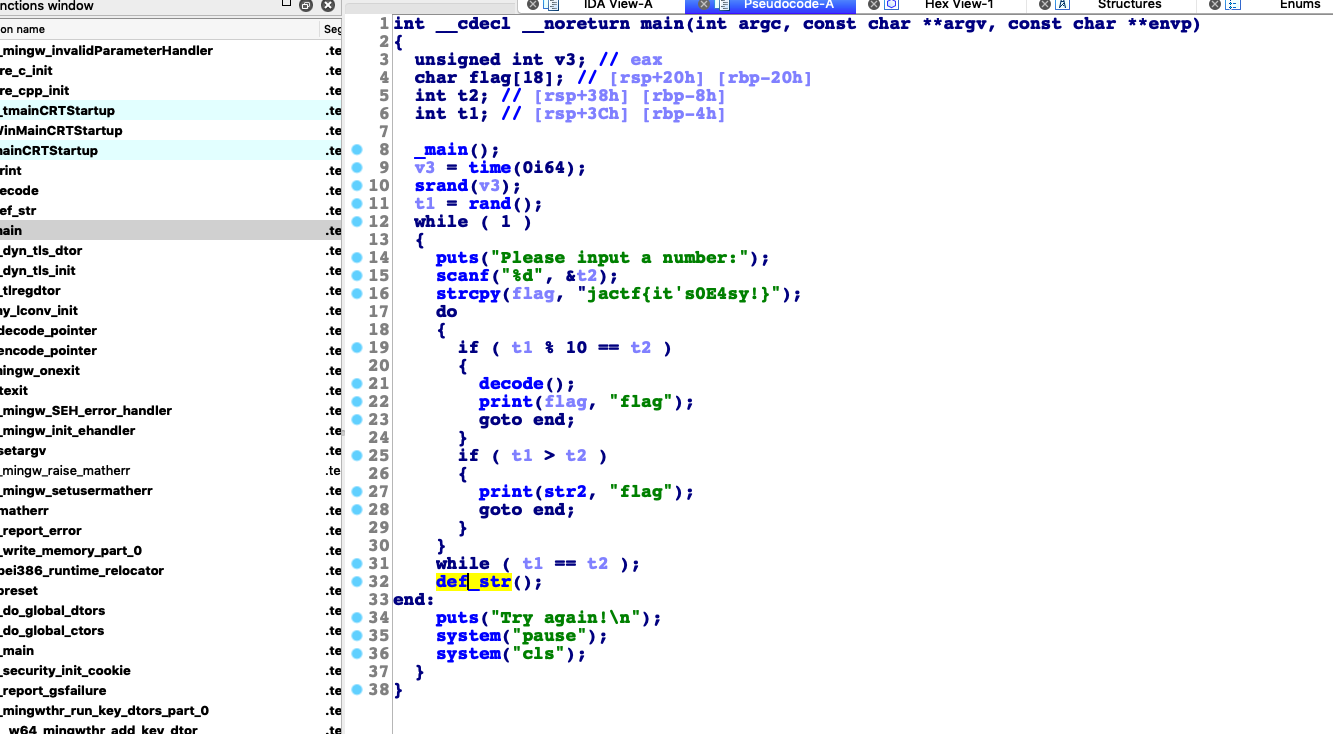 nctions window
IDA View-A
Pseudocode-A
Hex View-1
Structures
Enums
on name
Seg
_mingw_invalidParameterHandler .te
re_c_init .te
re_cpp_init .te
_tmainCRTStartup .te
VinMainCRTStartup .te
nainCRTStartup .te
rint .te
ecode .te
ef_str .te
nain .te
_dyn_tls_dtor .te
_dyn_tls_init .te
_tlregdtor .te
ny_lconv_init .te
decode_pointer .te
encode_pointer .te
ningw_onexit .te
texit .te
_mingw_SEH_error_handler .te
_mingw_init_ehandler .te
setargv .te
_mingw_raise_matherr .te
_mingw_setusermatherr .te
matherr .te
_report_error .te
_write_memory_part_0 .te
pei386_runtime_relocator .te
preset .te
_do_global_dtors .te
_do_global_ctors .te
_main .te
_security_init_cookie .te
_report_gsfailure .te
_mingwthr_run_key_dtors_part_0 .te
_w64_mingwthr_add_key_dtor .te
1 int __cdecl __noreturn main(int argc, const char **argv, const char **envp)
2 {
3 unsigned int v3; // eax
4 char flag[18]; // [rsp+20h] [rbp-20h]
5 int t2; // [rsp+38h] [rbp-8h]
6 int t1; // [rsp+3Ch] [rbp-4h]
7
8 _main();
9 v3 = time(0i64);
10 srand(v3);
11 t1 = rand();
12 while ( 1 )
13 {
14 puts("Please input a number:");
15 scanf("%d", &t2);
16 strcpy(flag, "jactf{it'sOE4sy!}");
17 do
18 {
19 if ( t1 % 10 == t2 )
20 {
21 decode();
22 print(flag, "flag");
23 goto end;
24 }
25 if ( t1 > t2 )
26 {
27 print(str2, "flag");
28 goto end;
29 }
30 }
31 while ( t1 == t2 );
32 def_str();
33 end:
34 puts("Try again!\n");
35 system("pause");
36 system("cls");
37 }
38 }